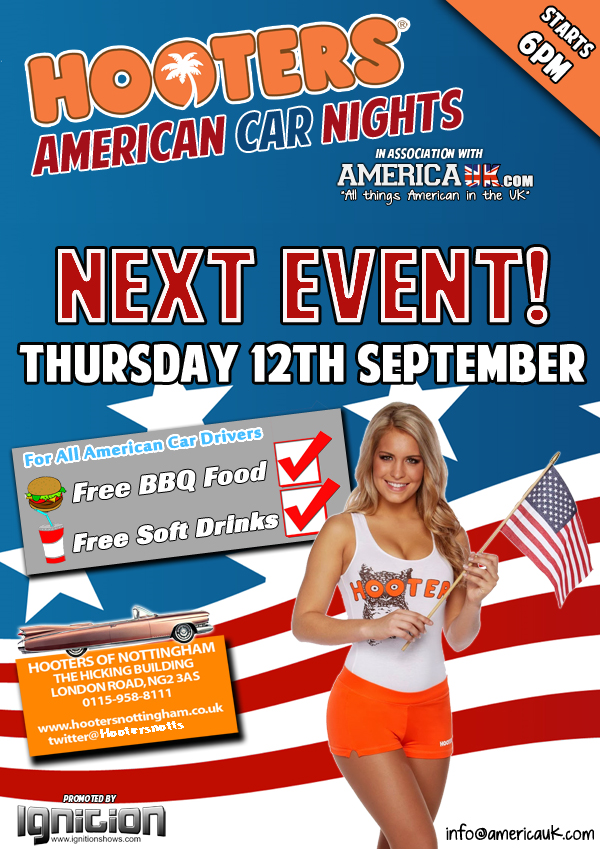 STARTS
6PM
HOOTERS®
AMERICAN CAR NIGHTS
IN ASSOCIATION WITH
AMERICAUK.COM
"All things American in the UK"
NEXT EVENT!
THURSDAY 12TH SEPTEMBER
For All American Car Drivers
Free BBQ Food
Free Soft Drinks
HOOTER
HOOTERS OF NOTTINGHAM
THE HICKING BUILDING
LONDON ROAD, NG2 3AS
0115-958-8111
www.hootersnottingham.co.uk
twitter@Hootersnotts
HOOTERS
PROMOTED BY
Ignition
www.ignitionshows.com
info@americauk.com